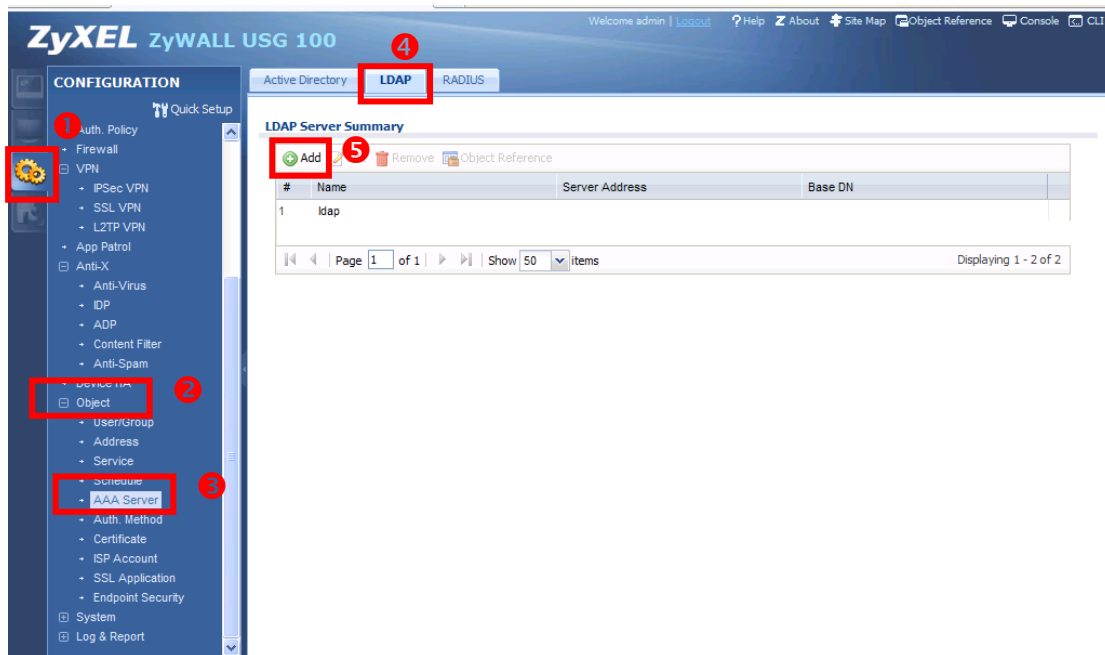 Welcome admin | Logout ?Help Z About Site Map Object Reference Console CLI
ZyXEL ZyWALL USG 100
4
CONFIGURATION
Active Directory LDAP RADIUS
Quick Setup
1
Auth. Policy
LDAP Server Summary
Firewall
5
Add Remove Object Reference
VPN
IPSec VPN
# Name Server Address Base DN
SSL VPN
1 ldap
L2TP VPN
App Patrol
Page 1 of 1 Show 50 items Displaying 1 - 2 of 2
Anti-X
Anti-Virus
IDP
ADP
Content Filter
Anti-Spam
Device HA
2
Object
User/Group
Address
Service
Schedule
3
AAA Server
Auth. Method
Certificate
ISP Account
SSL Application
Endpoint Security
System
Log & Report